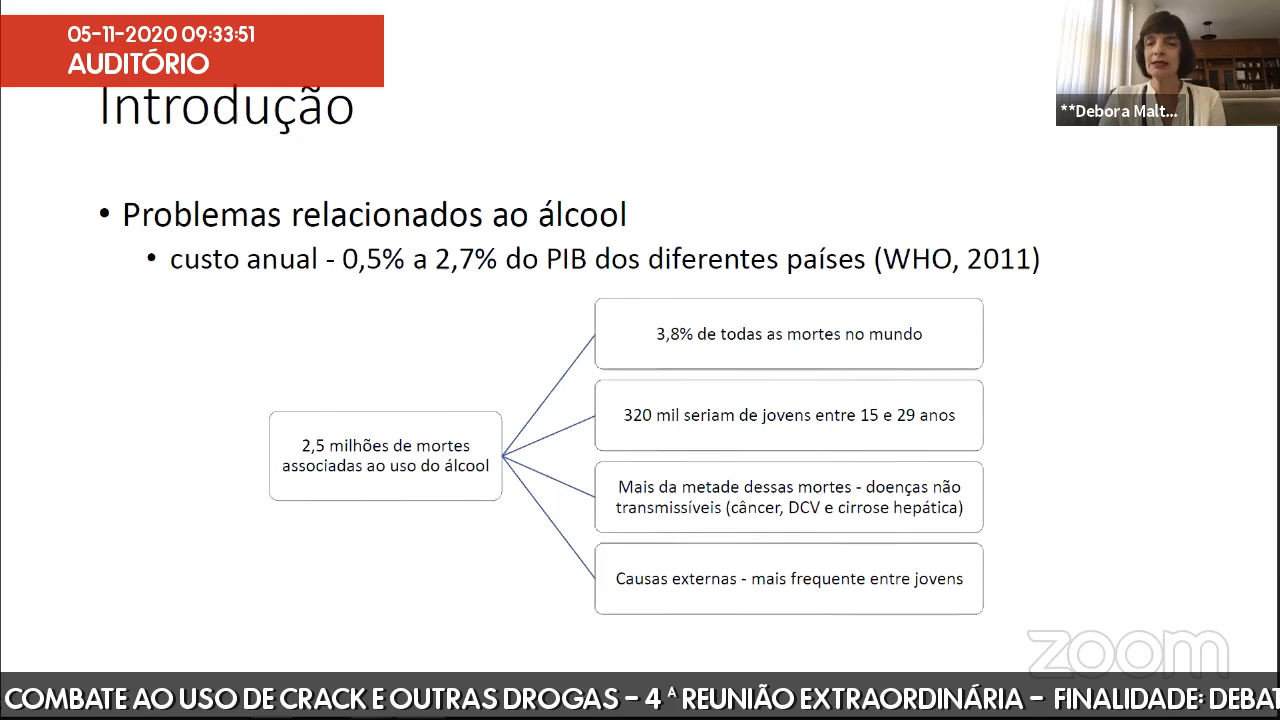 05-11-2020 09:33:51
AUDITÓRIO
**Debora Malt...
Introdução
• Problemas relacionados ao álcool
• custo anual - 0,5% a 2,7% do PIB dos diferentes países (WHO, 2011)
2,5 milhões de mortes
associadas ao uso do álcool
3,8% de todas as mortes no mundo
320 mil seriam de jovens entre 15 e 29 anos
Mais da metade dessas mortes - doenças não
transmissíveis (câncer, DCV e cirrose hepática)
Causas externas - mais frequente entre jovens
zoom
COMBATE AO USO DE CRACK E OUTRAS DROGAS – 4 ª REUNIÃO EXTRAORDINÁRIA – FINALIDADE: DEBAT